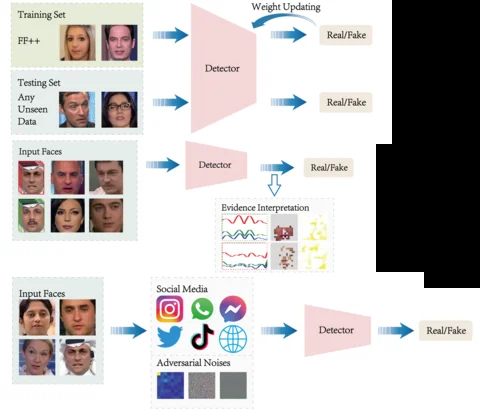 Weight Updating
Training Set
FF++
Real/Fake
Detector
Testing Set
Any
Unseen
Data
Real/Fake
Input Faces
Detector
Real/Fake
Evidence Interpretation
Input Faces
Social Media
Detector
Real/Fake
Adversarial Noises